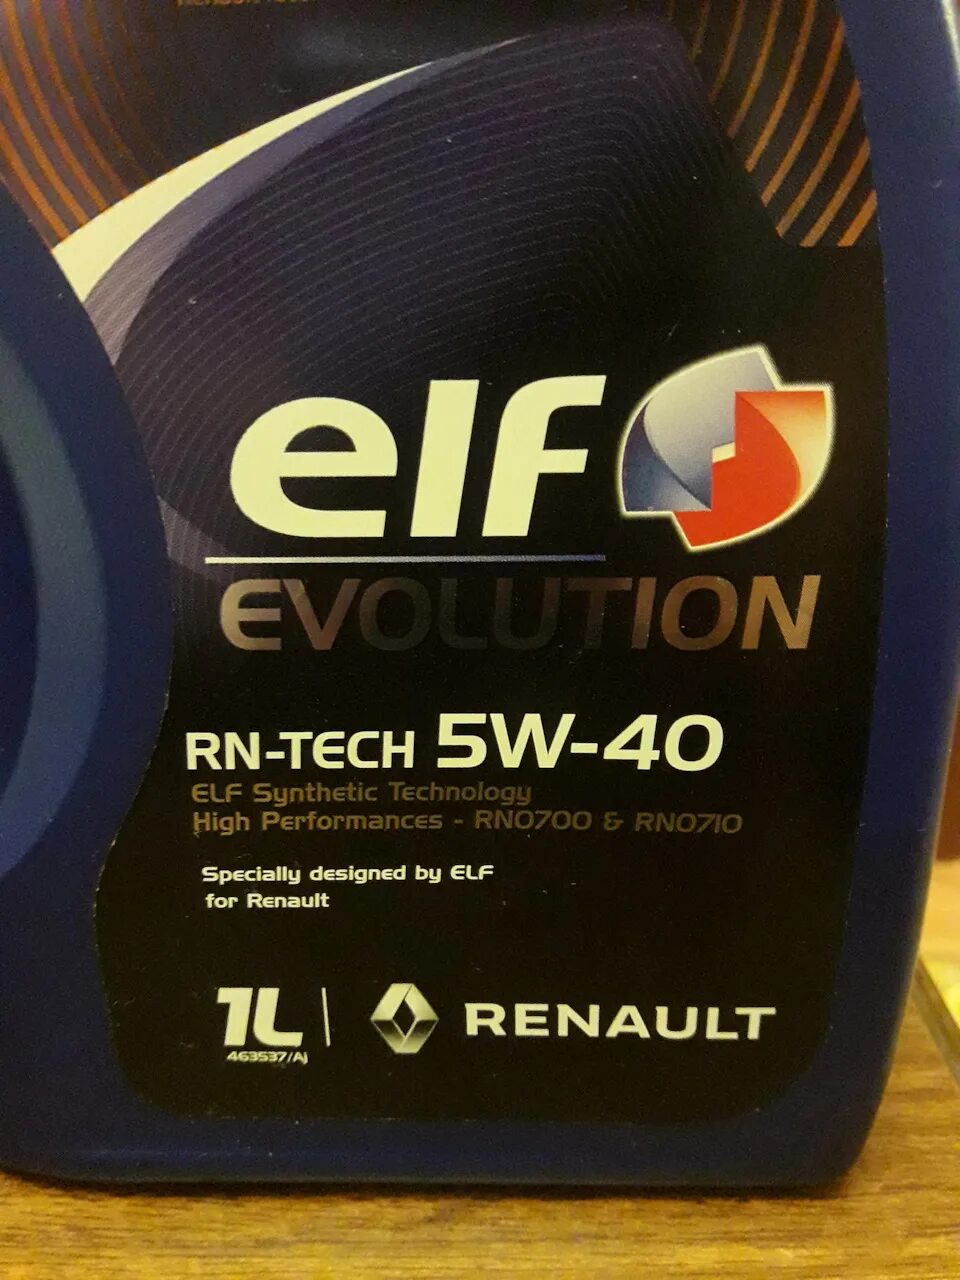 elf
EVOLUTION
RN-TECH 5W-40
ELF Synthetic Technology
High Performances - RN0700 & RN0710
Specially designed by ELF
for Renault
1L
463537/AJ
RENAULT